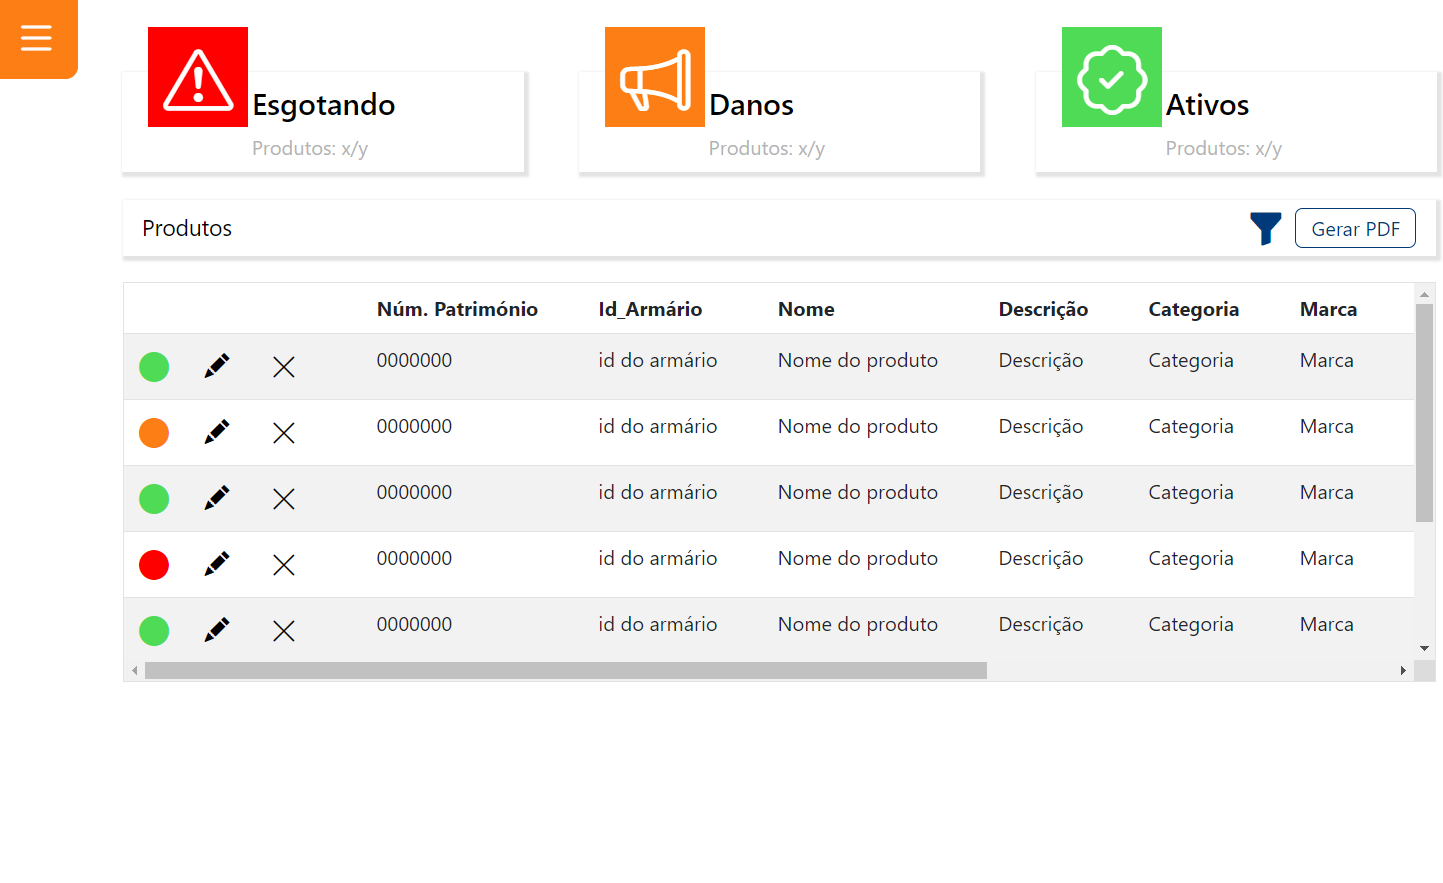 Esgotando
Produtos: x/y
Danos
Produtos: x/y
Ativos
Produtos: x/y
Produtos
Gerar PDF
Núm. Património Id_Armário Nome Descrição Categoria Marca
0000000 id do armário Nome do produto Descrição Categoria Marca
0000000 id do armário Nome do produto Descrição Categoria Marca
0000000 id do armário Nome do produto Descrição Categoria Marca
0000000 id do armário Nome do produto Descrição Categoria Marca
0000000 id do armário Nome do produto Descrição Categoria Marca